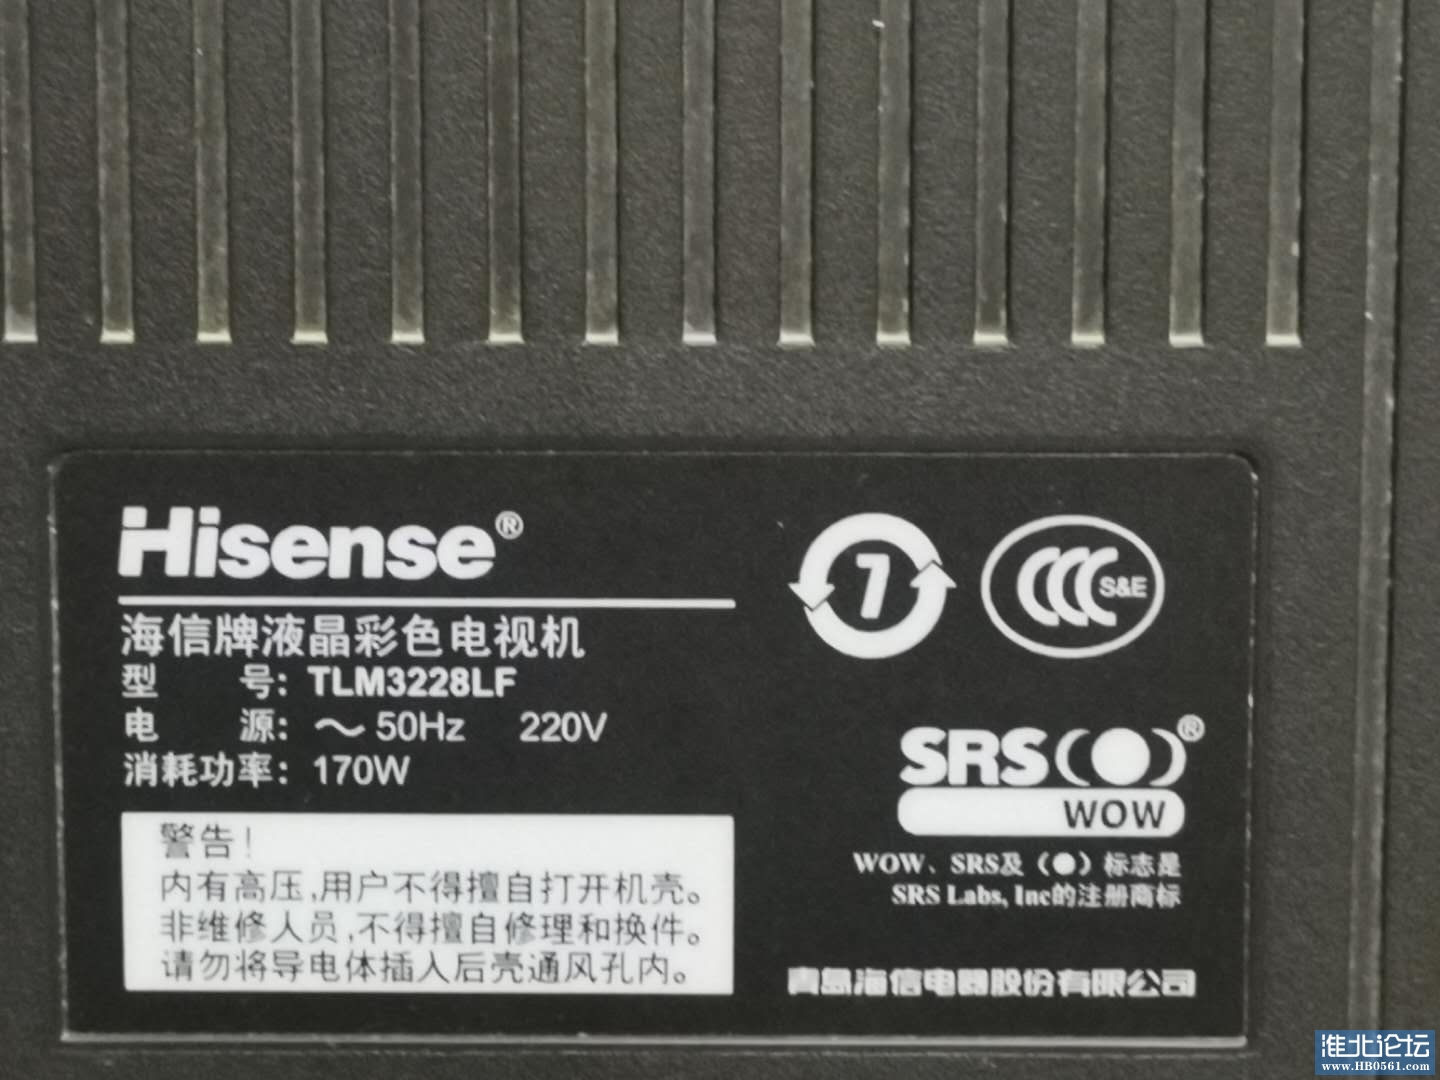 Hisense®
海信牌液晶彩色电视机
型 号: TLM3228LF
电 源: ～50Hz 220V
消耗功率: 170W
警告!
内有高压,用户不得擅自打开机壳。
非维修人员,不得擅自修理和换件。
请勿将导电体插入后壳通风孔内。
7
CCC S&E
SRS(●)®
WOW
WOW、SRS及(●)标志是
SRS Labs, Inc的注册商标
青岛海信电器股份有限公司
淮北论坛
www.HB0561.com